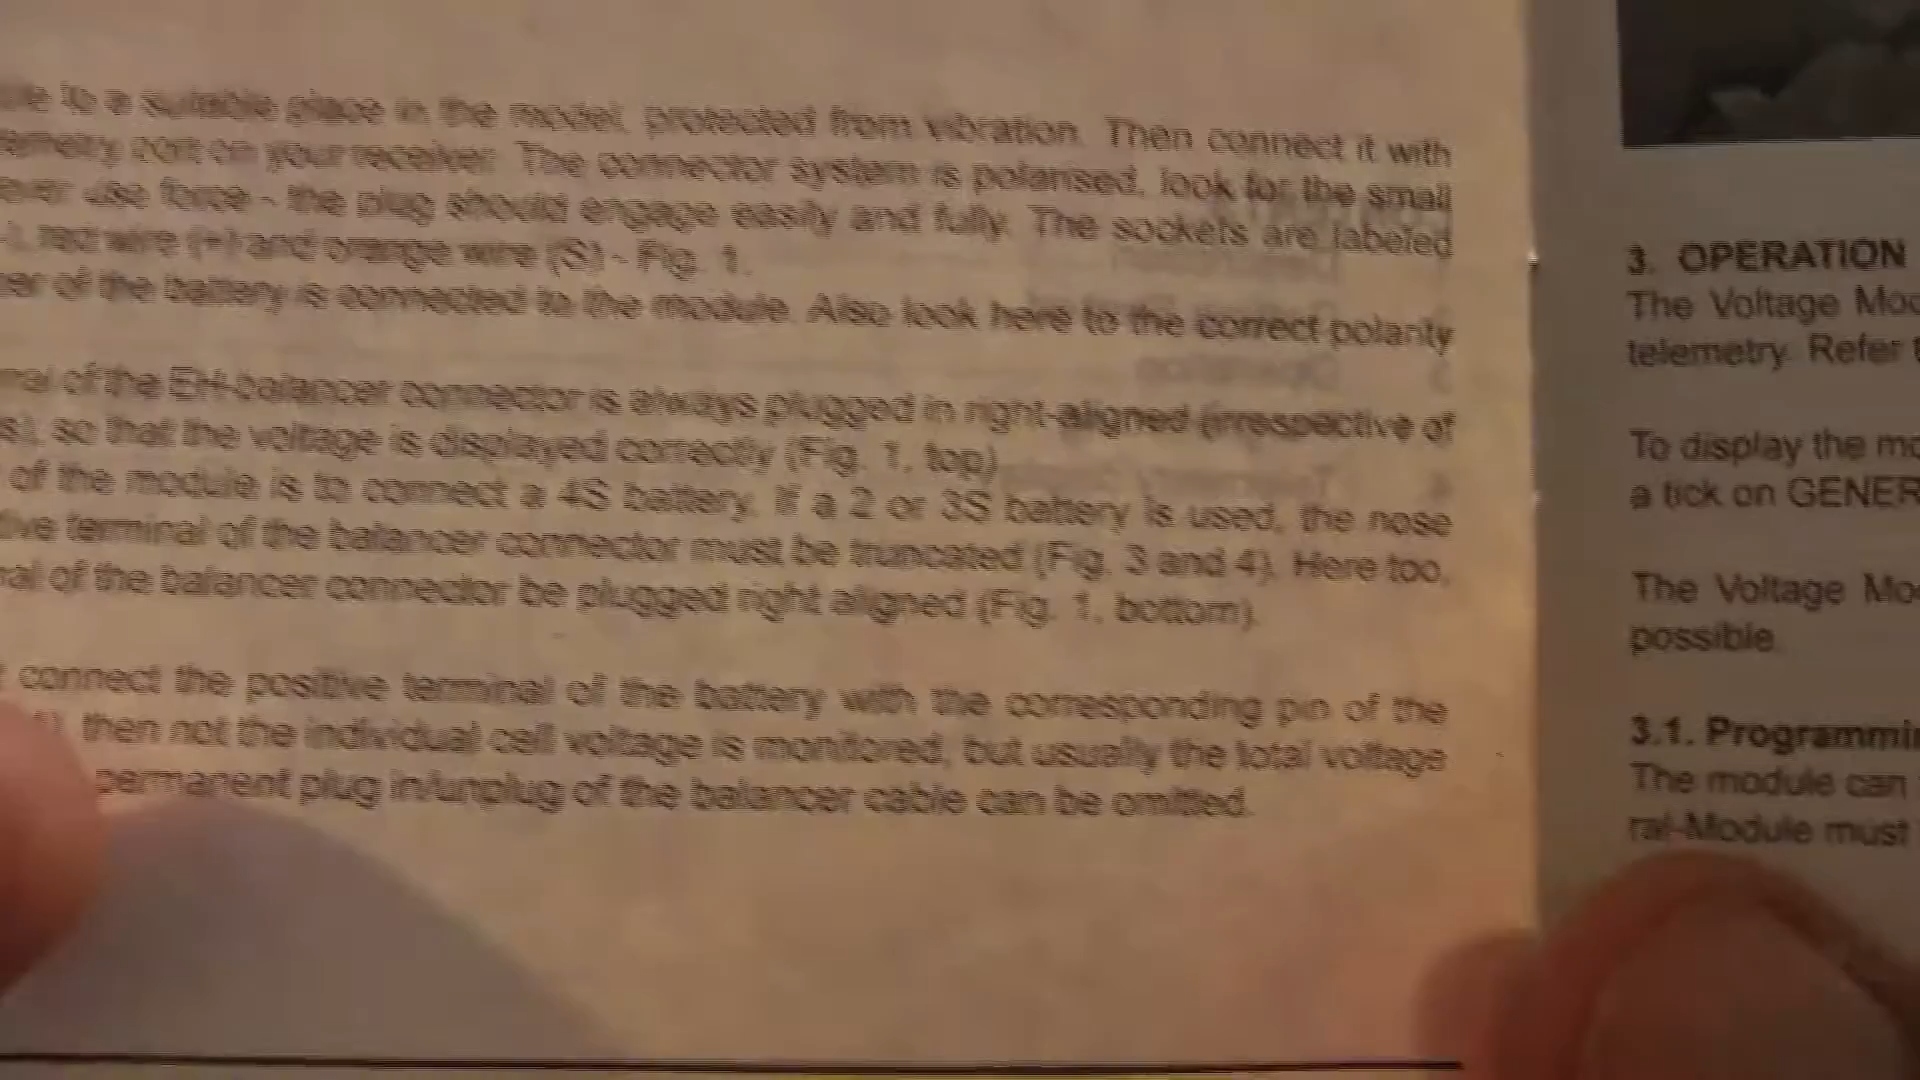 to a suitable place in the model, protected from vibration. Then connect it with
port on your receiver. The connector system is polarised, look for the small
use force - the plug should engage easily and fully. The sockets are labeled
red wire (+) and orange wire (S) - Fig. 1.
of the battery is connected to the module. Also look here to the correct polarity
of the EH-balancer connector is always plugged in right-aligned (irrespective of
so that the voltage is displayed correctly (Fig. 1, top)
of the module is to connect a 4S battery. If a 2 or 3S battery is used, the nose
terminal of the balancer connector must be truncated (Fig. 3 and 4). Here too,
of the balancer connector be plugged right aligned (Fig. 1, bottom).
connect the positive terminal of the battery with the corresponding pin of the
then not the individual cell voltage is monitored, but usually the total voltage
permanent plug in/unplug of the balancer cable can be omitted.
3. OPERATION
The Voltage Mod
telemetry. Refer
To display the mo
a tick on GENER
The Voltage Mo
possible.
3.1. Programmin
The module can
ral-Module must